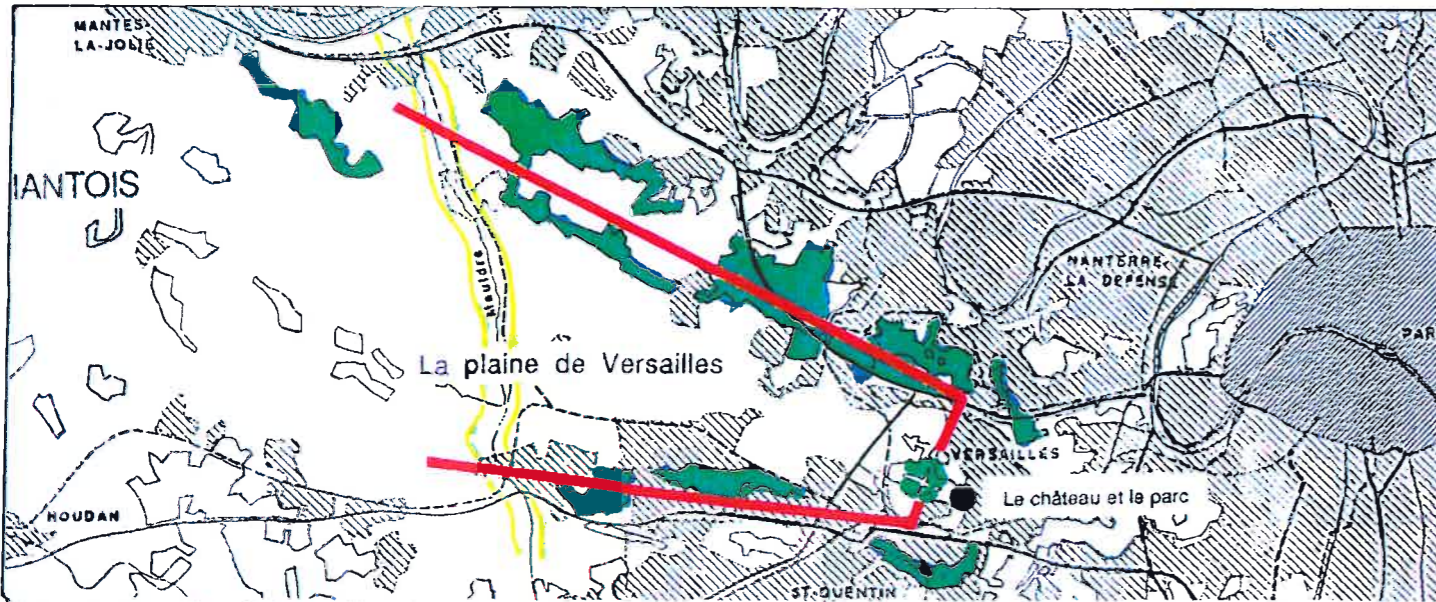 MANTES-
LA-JOLIE
IANTOIS
Mauldre
NANTERRE-
LA DEFENSE
PAR
La plaine de Versailles
VERSAILLES
Le château et le parc
HOUDAN
ST-QUENTIN